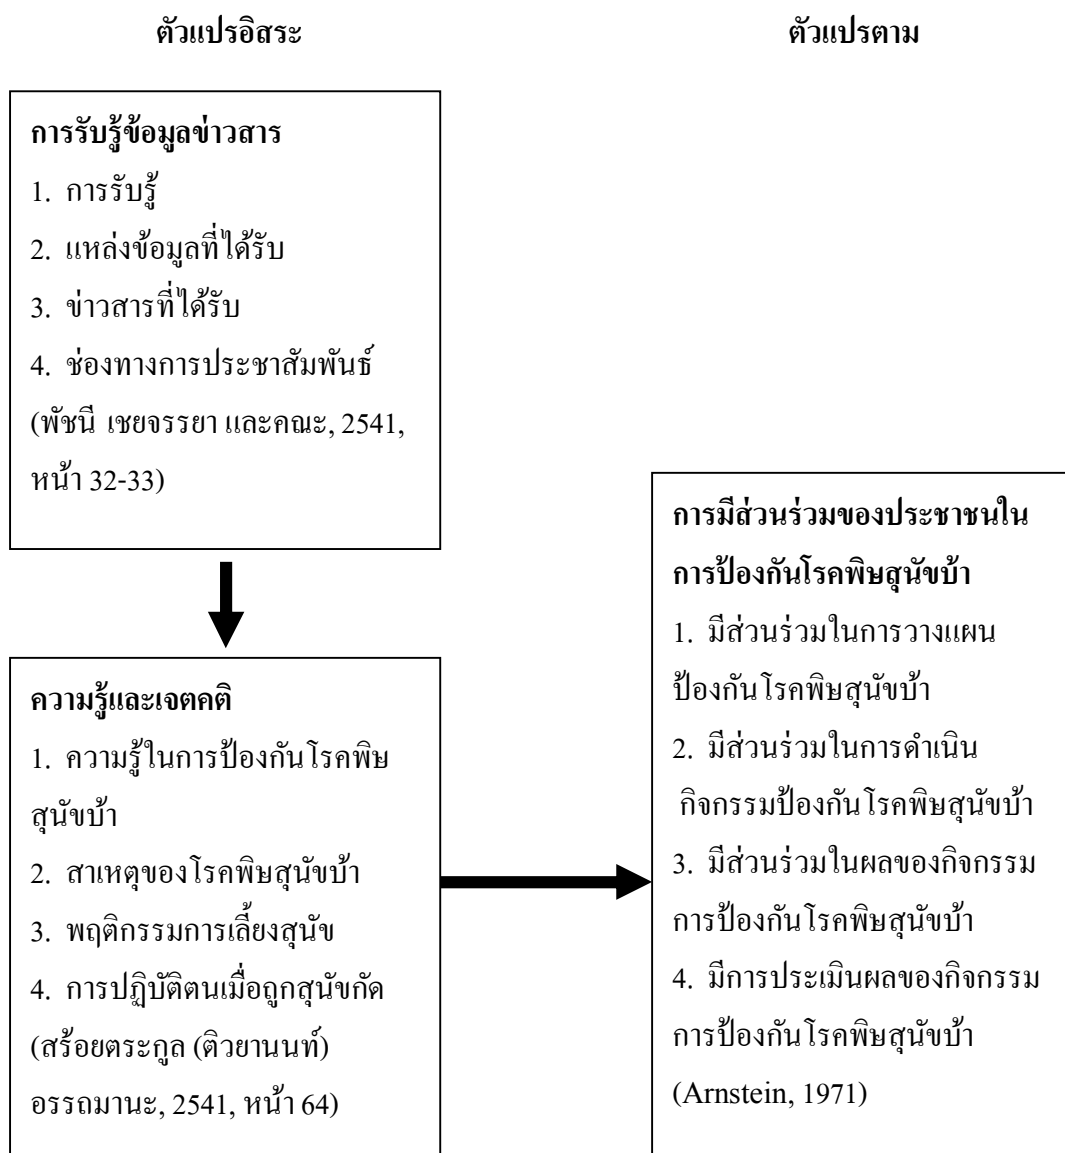 ตัวแปรอิสระ
ตัวแปรตาม
การรับรู้ข้อมูลข่าวสาร
1. การรับรู้
2. แหล่งข้อมูลที่ได้รับ
3. ข่าวสารที่ได้รับ
4. ช่องทางการประชาสัมพันธ์
(พัชนี เชยจรรยา และคณะ, 2541,
หน้า 32-33)
ความรู้และเจตคติ
1. ความรู้ในการป้องกันโรคพิษ
สุนัขบ้า
2. สาเหตุของโรคพิษสุนัขบ้า
3. พฤติกรรมการเลี้ยงสุนัข
4. การปฏิบัติตนเมื่อถูกสุนัขกัด
(สร้อยตระกูล (ติวยานนท์)
อรรถมานะ, 2541, หน้า 64)
การมีส่วนร่วมของประชาชนใน
การป้องกันโรคพิษสุนัขบ้า
1. มีส่วนร่วมในการวางแผน
ป้องกันโรคพิษสุนัขบ้า
2. มีส่วนร่วมในการดำเนิน
กิจกรรมป้องกันโรคพิษสุนัขบ้า
3. มีส่วนร่วมในผลของกิจกรรม
การป้องกันโรคพิษสุนัขบ้า
4. มีการประเมินผลของกิจกรรม
การป้องกันโรคพิษสุนัขบ้า
(Arnstein, 1971)